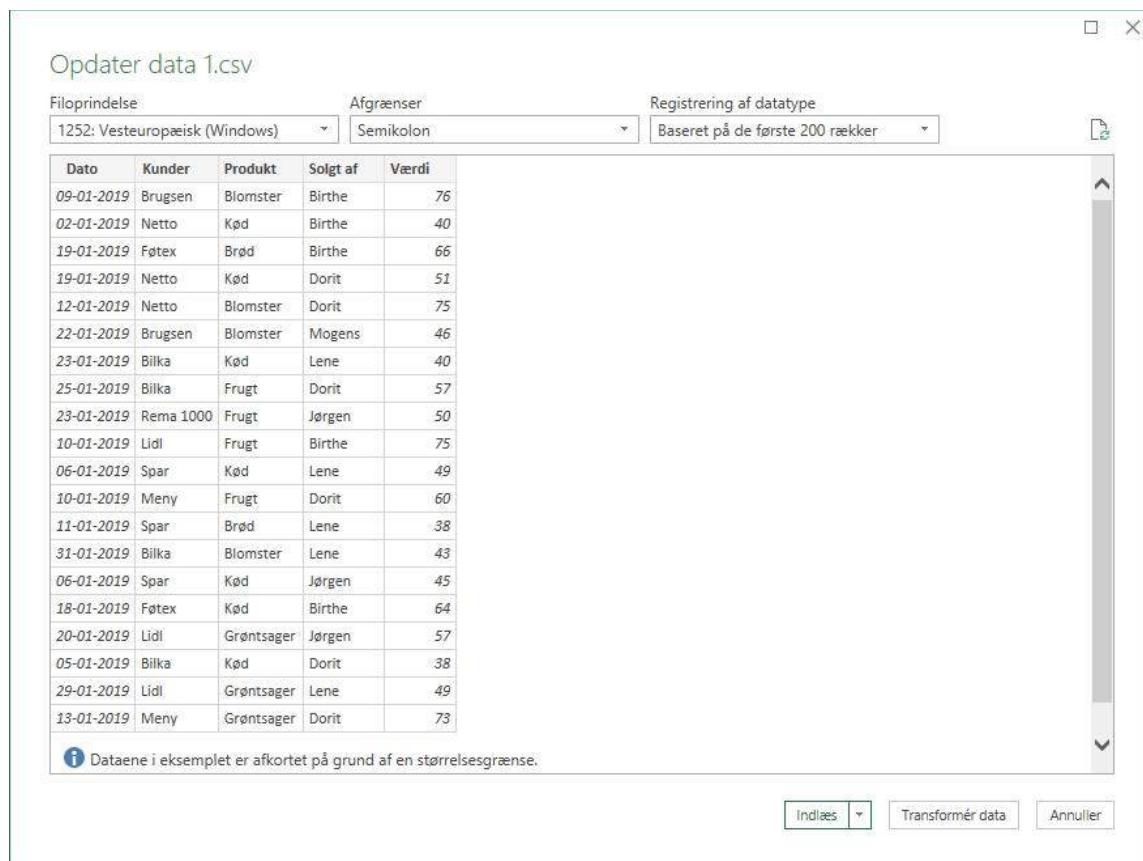 Opdater data 1.csv
Filoprindelse Afgrænser Registrering af datatype
1252: Vesteuropæisk (Windows) Semikolon Baseret på de første 200 rækker
Dato Kunder Produkt Solgt af Værdi
09-01-2019 Brugsen Blomster Birthe 76
02-01-2019 Netto Kød Birthe 40
19-01-2019 Føtex Brød Birthe 66
19-01-2019 Netto Kød Dorit 51
12-01-2019 Netto Blomster Dorit 75
22-01-2019 Brugsen Blomster Mogens 46
23-01-2019 Bilka Kød Lene 40
25-01-2019 Bilka Frugt Dorit 57
23-01-2019 Rema 1000 Frugt Jørgen 50
10-01-2019 Lidl Frugt Birthe 75
06-01-2019 Spar Kød Lene 49
10-01-2019 Meny Frugt Dorit 60
11-01-2019 Spar Brød Lene 38
31-01-2019 Bilka Blomster Lene 43
06-01-2019 Spar Kød Jørgen 45
18-01-2019 Føtex Kød Birthe 64
20-01-2019 Lidl Grøntsager Jørgen 57
05-01-2019 Bilka Kød Dorit 38
29-01-2019 Lidl Grøntsager Lene 49
13-01-2019 Meny Grøntsager Dorit 73
Dataene i eksemplet er afkortet på grund af en størrelsesgrænse.
Indlæs Transformér data Annuller